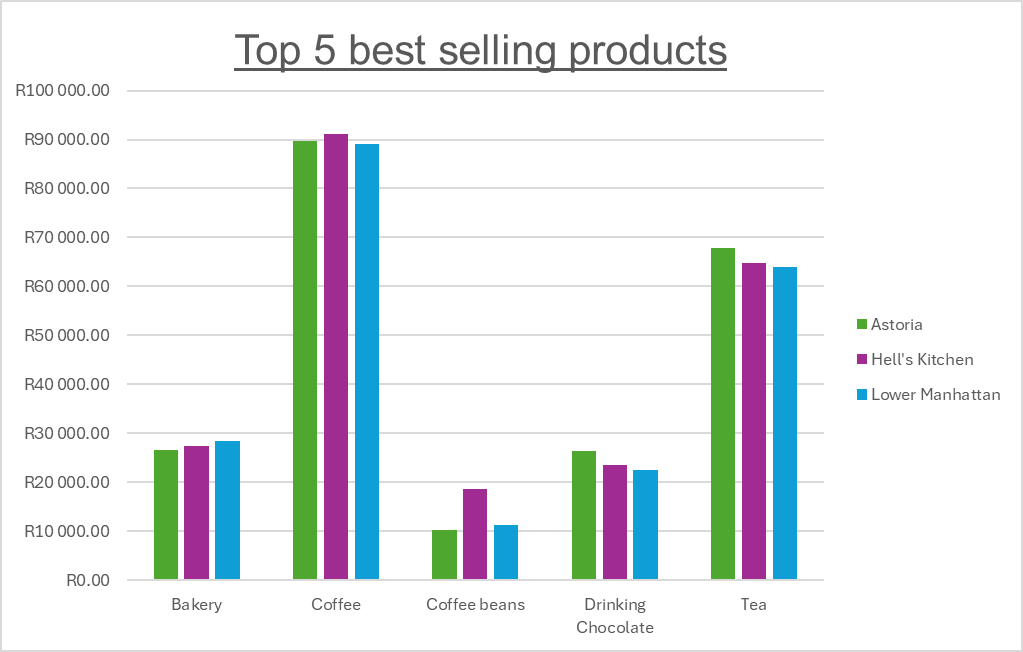 Top 5 best selling products
R100 000.00
R90 000.00
R80 000.00
R70 000.00
R60 000.00
R50 000.00
R40 000.00
R30 000.00
R20 000.00
R10 000.00
R0.00
Bakery
Coffee
Coffee beans
Drinking
Chocolate
Tea
Astoria
Hell's Kitchen
Lower Manhattan